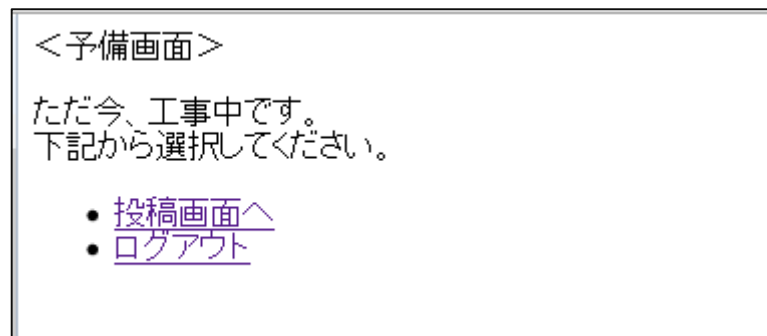 ＜予備画面＞
ただ今、工事中です。
下記から選択してください。
• 投稿画面へ
• ログアウト